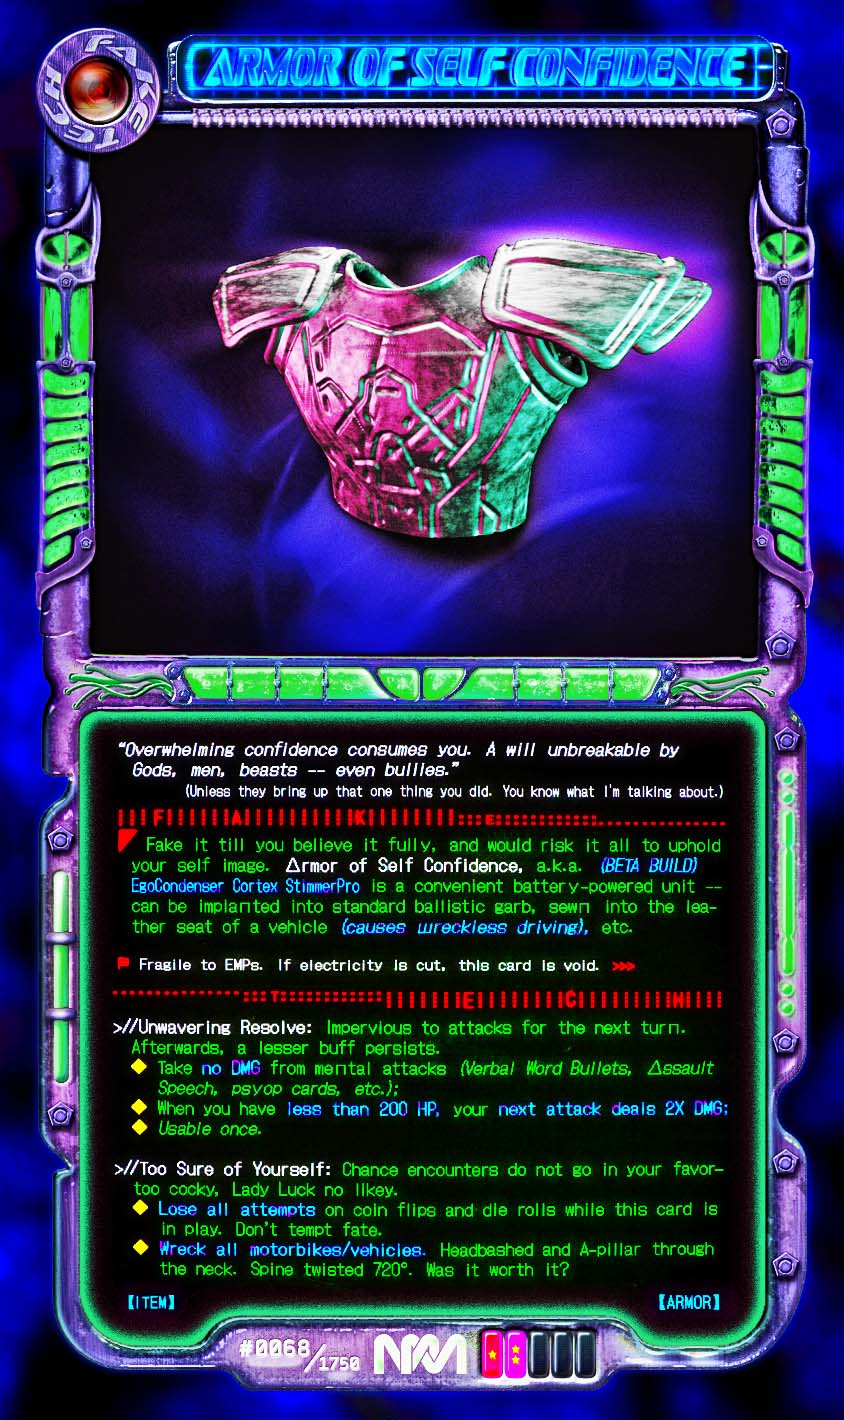 FAKE TECH
ARMOR OF SELF CONFIDENCE
"Overwhelming confidence consumes you. A will unbreakable by
Gods, men, beasts -- even bullies."
(Unless they bring up that one thing you did. You know what I'm talking about.)
F A K E
Fake it till you believe it fully, and would risk it all to uphold
your self image. Δrmor of Self Confidence, a.k.a. (BETA BUILD)
EgoCondenser Cortex StimmerPro is a convenient battery-powered unit --
can be implanted into standard ballistic garb, sewn into the lea-
ther seat of a vehicle (causes wreckless driving), etc.
Fragile to EMPs. If electricity is cut, this card is void. >>>
T E C H
>//Unwavering Resolve: Impervious to attacks for the next turn.
Afterwards, a lesser buff persists.
◆ Take no DMG from mental attacks (Verbal Word Bullets, Δssault
Speech, psyop cards, etc.);
◆ When you have less than 200 HP, your next attack deals 2X DMG;
◆ Usable once.
>//Too Sure of Yourself: Chance encounters do not go in your favor-
too cocky, Lady Luck no likey.
◆ Lose all attempts on coin flips and die rolls while this card is
in play. Don't tempt fate.
◆ Wreck all motorbikes/vehicles. Headbashed and A-pillar through
the neck. Spine twisted 720°. Was it worth it?
【ITEM】 【ARMOR】
#0068/1750